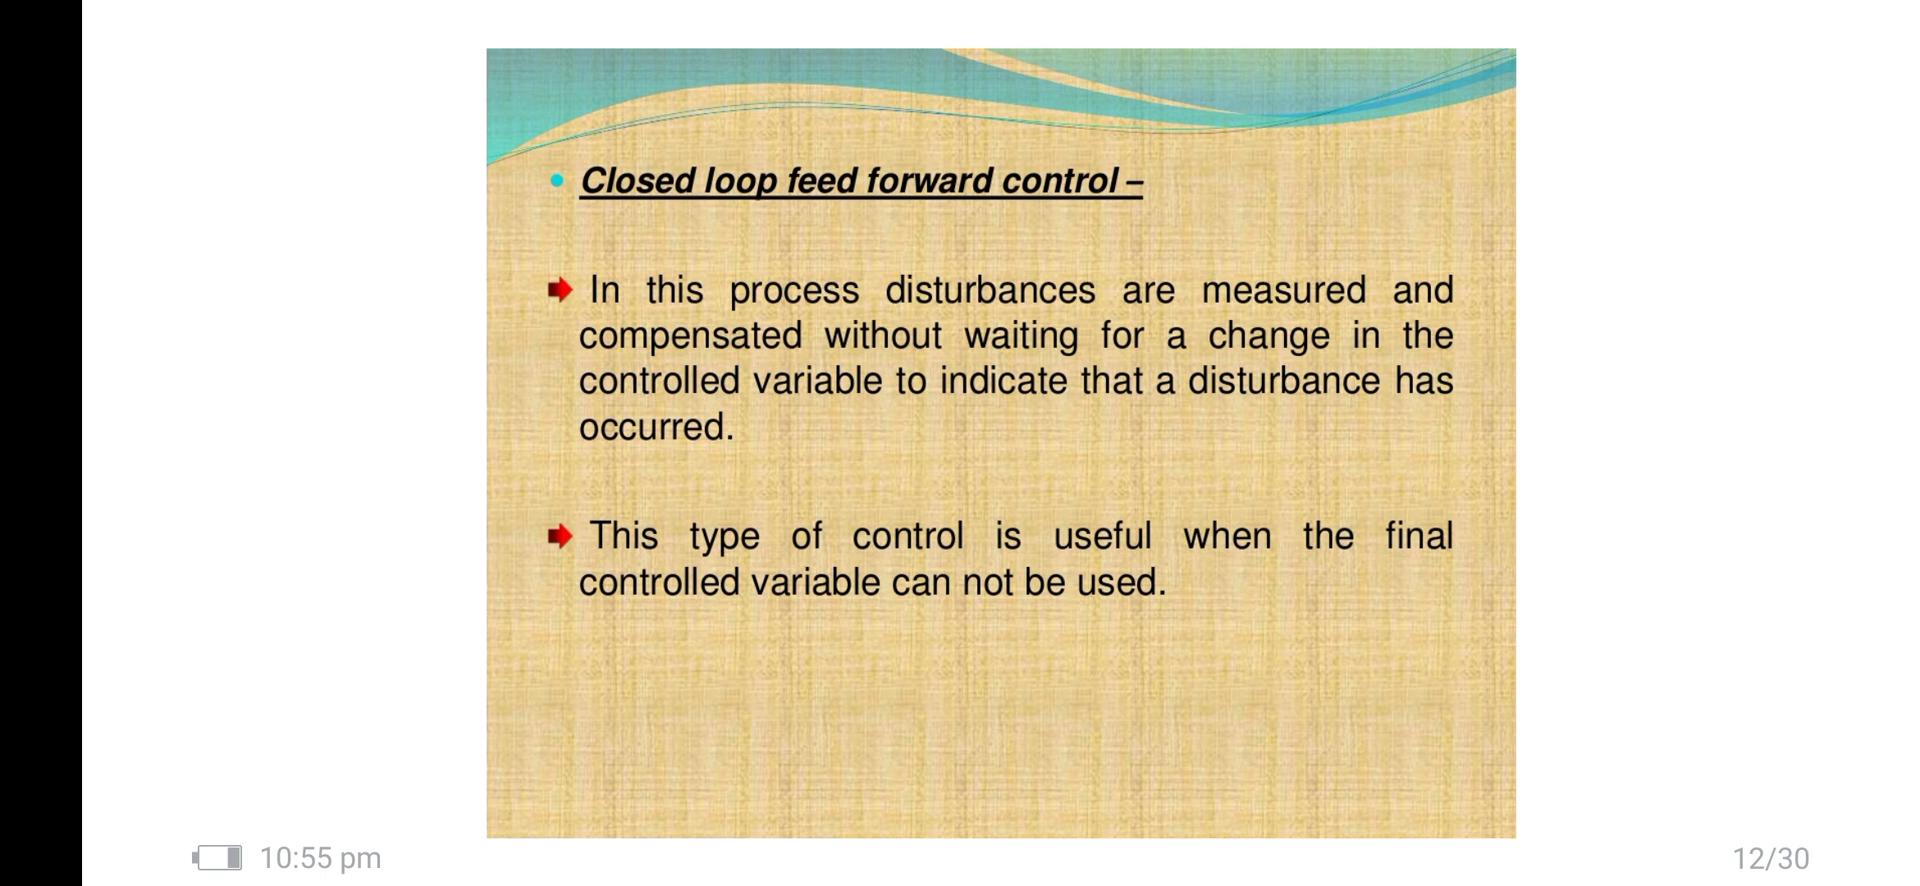 Closed loop feed forward control –
In this process disturbances are measured and
compensated without waiting for a change in the
controlled variable to indicate that a disturbance has
occurred.
This type of control is useful when the final
controlled variable can not be used.
10:55 pm
12/30